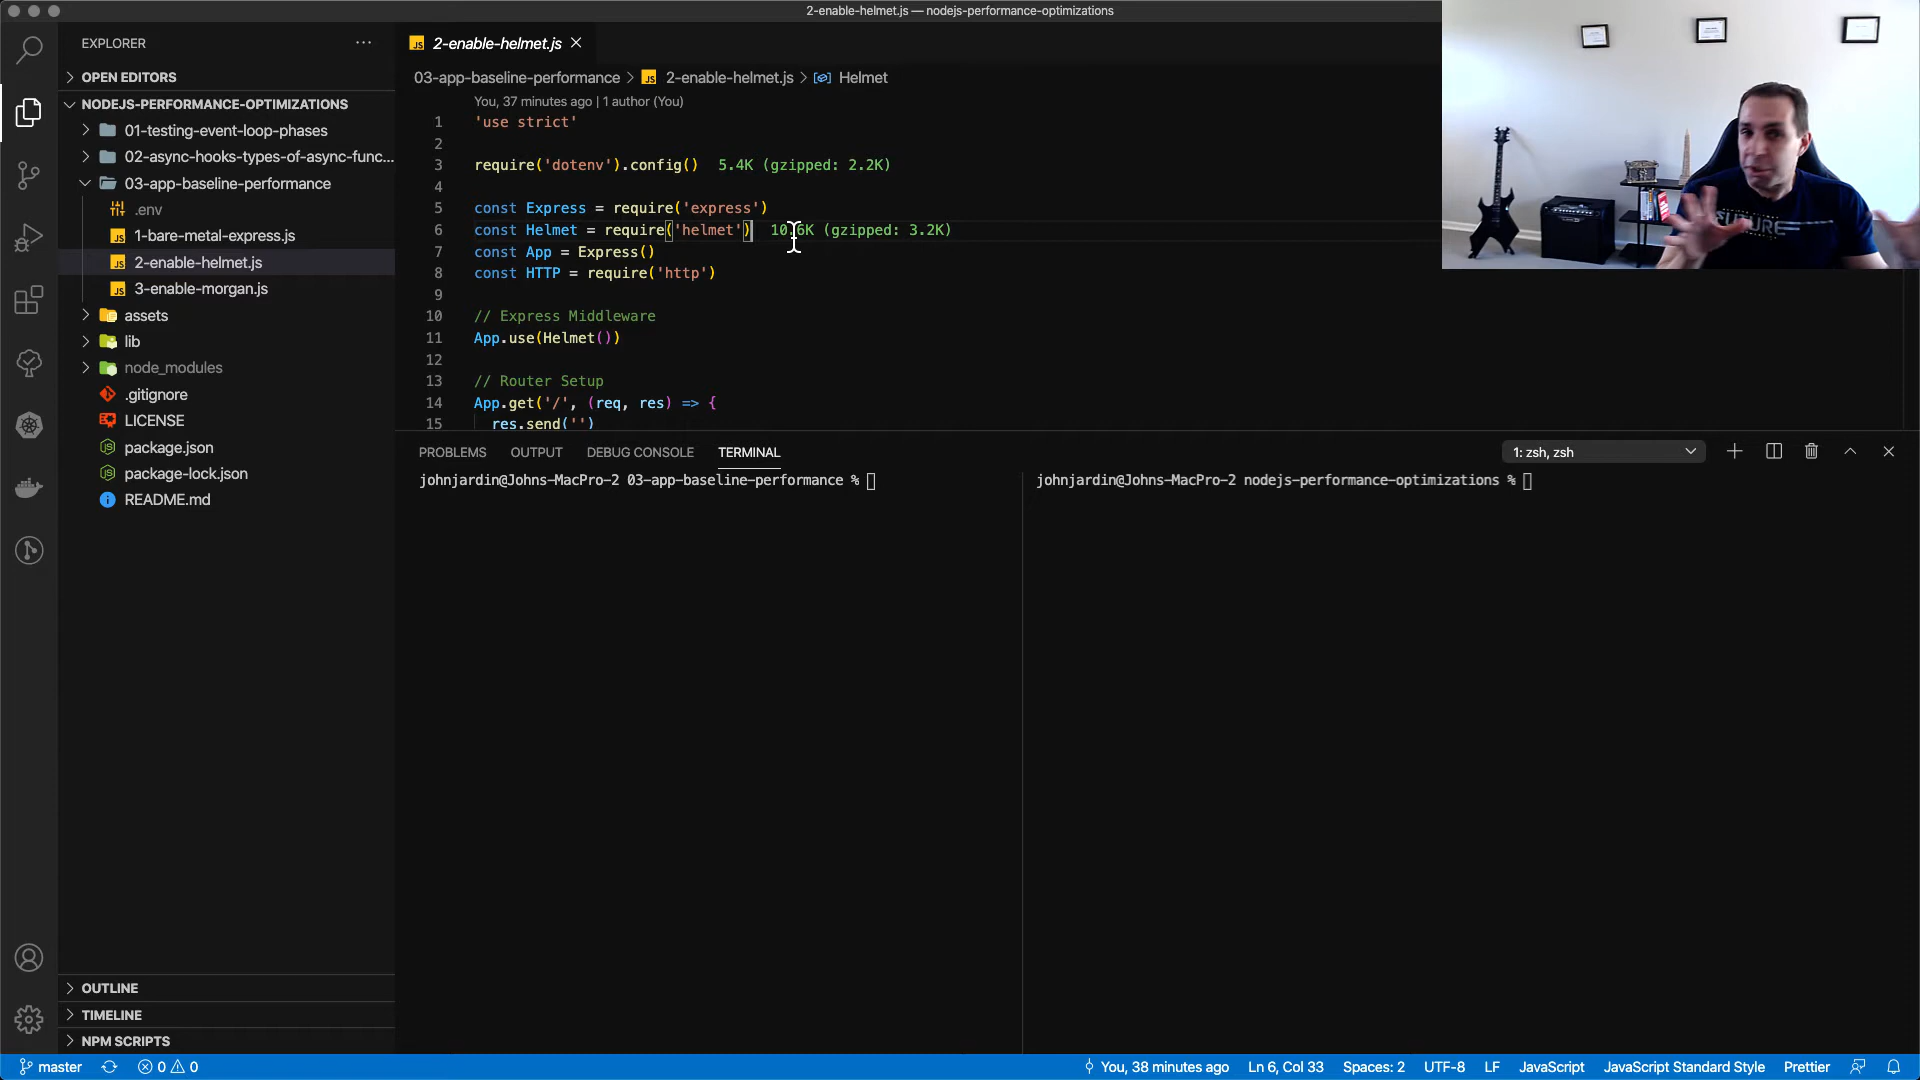 2-enable-helmet.js — nodejs-performance-optimizations
EXPLORER
OPEN EDITORS
NODEJS-PERFORMANCE-OPTIMIZATIONS
01-testing-event-loop-phases
02-async-hooks-types-of-async-func...
03-app-baseline-performance
.env
1-bare-metal-express.js
2-enable-helmet.js
3-enable-morgan.js
assets
lib
node_modules
.gitignore
LICENSE
package.json
package-lock.json
README.md
OUTLINE
TIMELINE
NPM SCRIPTS
JS 2-enable-helmet.js
03-app-baseline-performance > JS 2-enable-helmet.js > Helmet
You, 37 minutes ago | 1 author (You)
1 'use strict'
2
3 require('dotenv').config() 5.4K (gzipped: 2.2K)
4
5 const Express = require('express')
6 const Helmet = require('helmet') 10.6K (gzipped: 3.2K)
7 const App = Express()
8 const HTTP = require('http')
9
10 // Express Middleware
11 App.use(Helmet())
12
13 // Router Setup
14 App.get('/', (req, res) => {
15 res.send('')
FUTURE
PROBLEMS OUTPUT DEBUG CONSOLE TERMINAL 1: zsh, zsh
johnjardin@Johns-MacPro-2 03-app-baseline-performance %
johnjardin@Johns-MacPro-2 nodejs-performance-optimizations %
master 0 0 You, 38 minutes ago Ln 6, Col 33 Spaces: 2 UTF-8 LF JavaScript JavaScript Standard Style Prettier